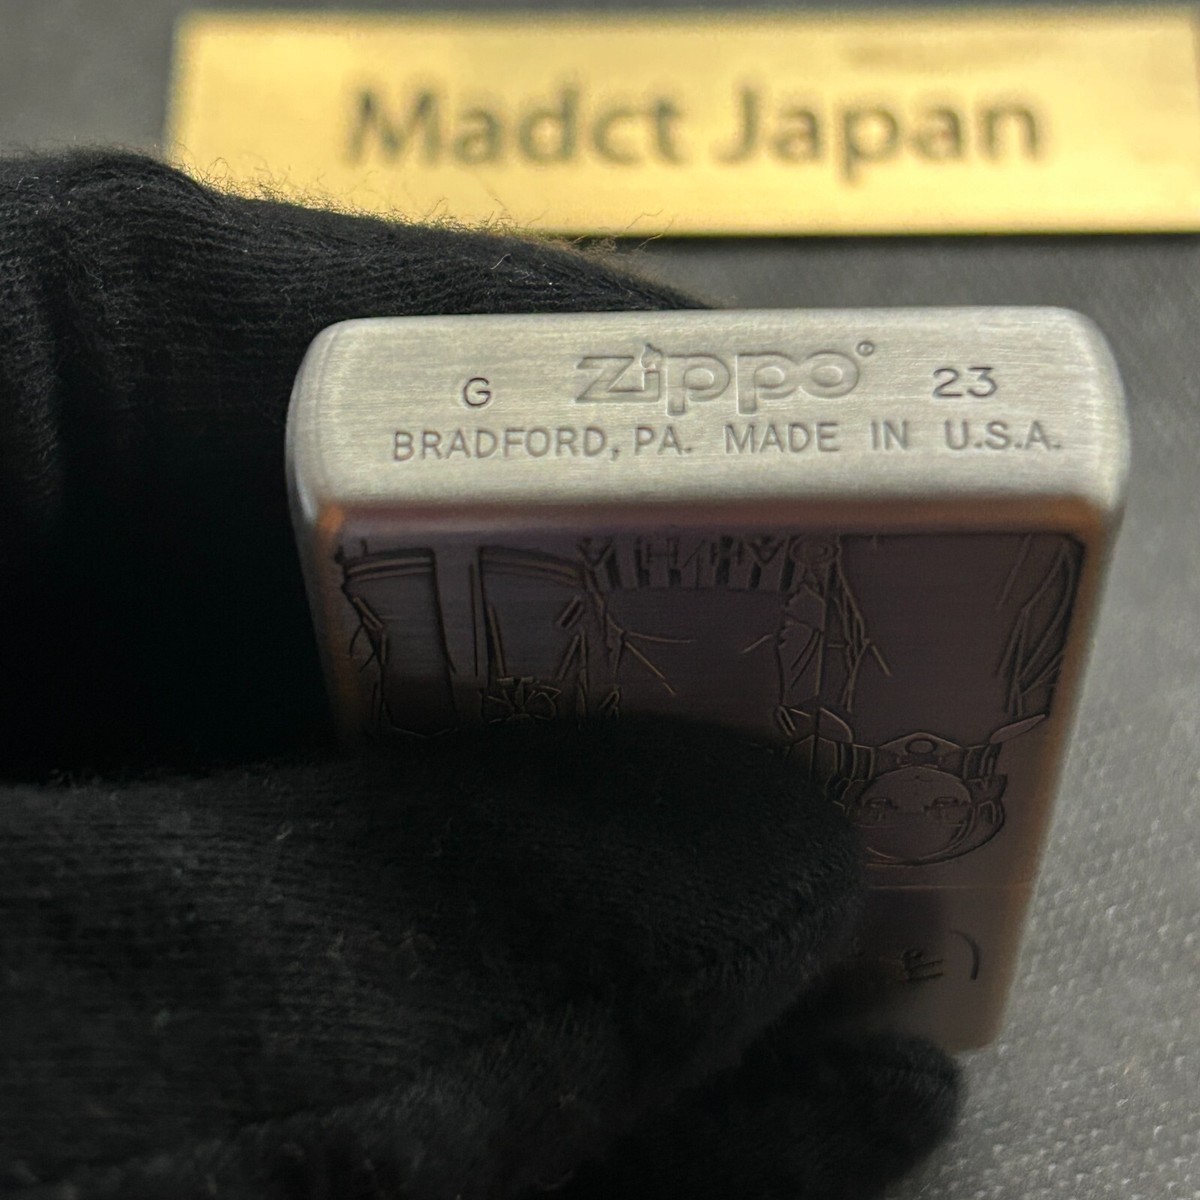 Madct Japan
G zippo® 23
BRADFORD, PA. MADE IN U.S.A.